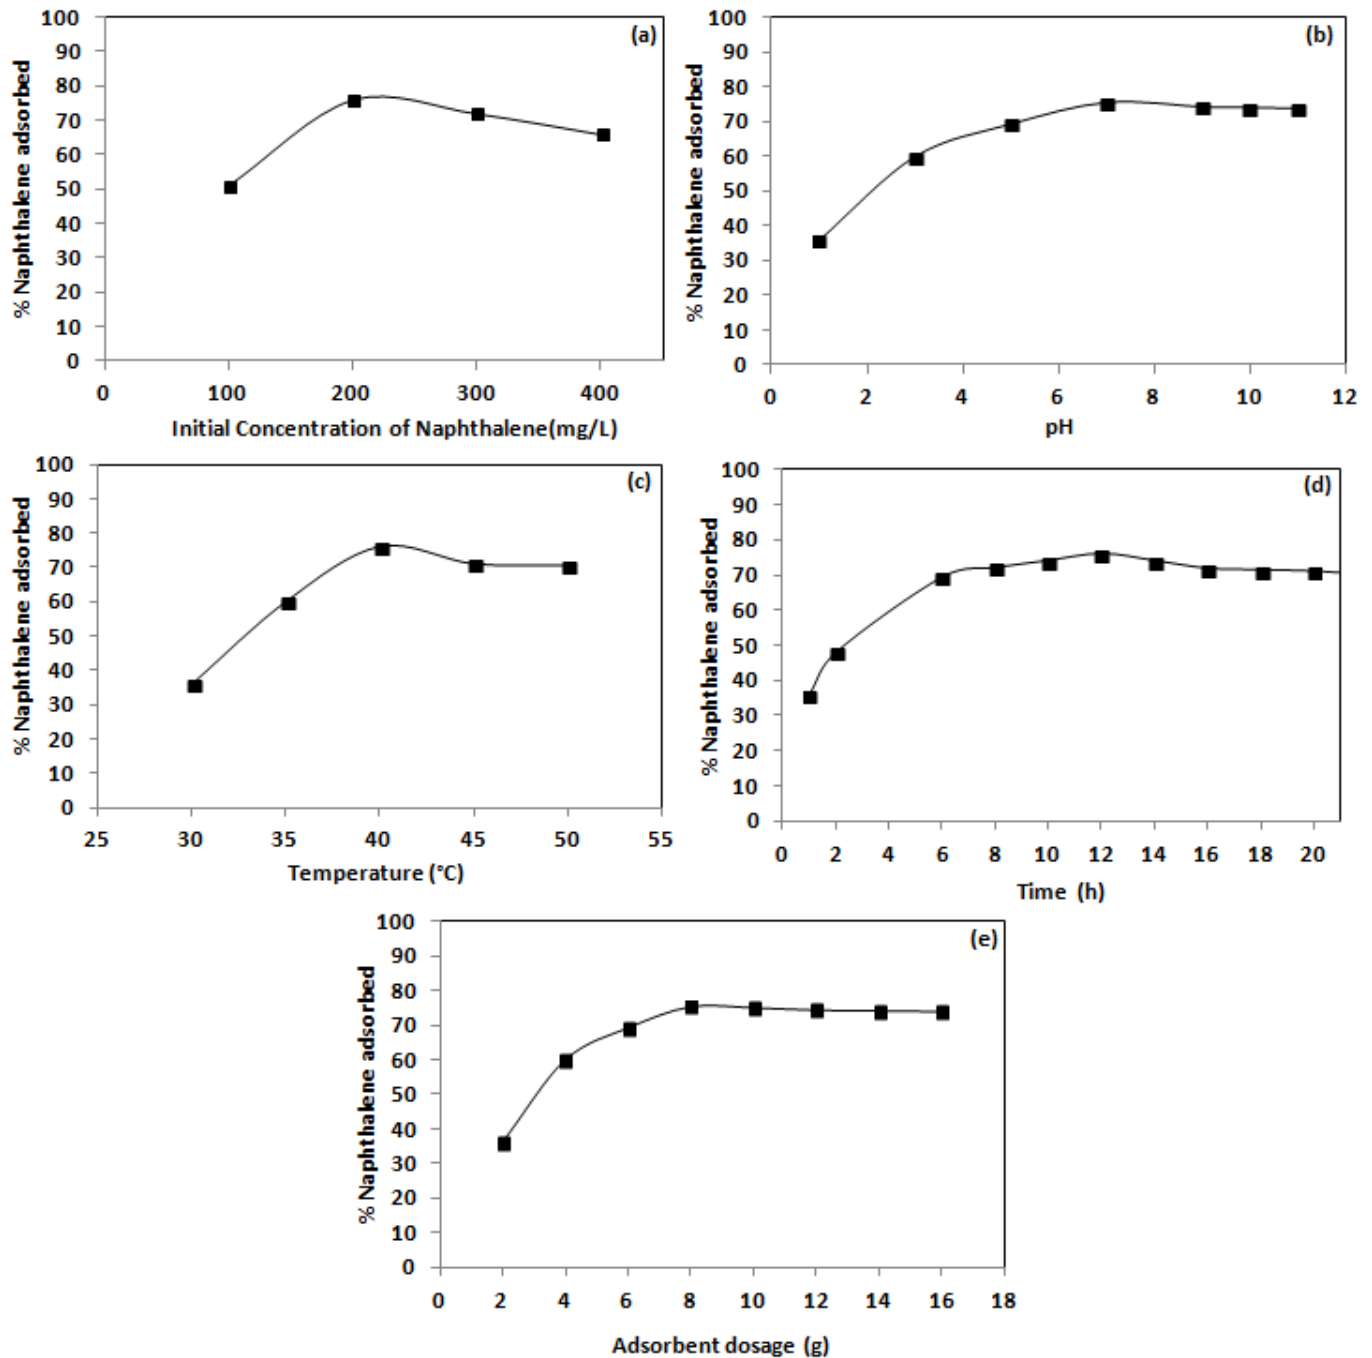 (a)
% Naphthalene adsorbed
100
90
80
70
60
50
40
30
20
10
0
0 100 200 300 400
Initial Concentration of Naphthalene(mg/L)
(b)
% Naphthalene adsorbed
100
90
80
70
60
50
40
30
20
10
0
0 2 4 6 8 10 12
pH
(c)
% Naphthalene adsorbed
100
90
80
70
60
50
40
30
20
10
0
25 30 35 40 45 50 55
Temperature (°C)
(d)
% Naphthalene adsorbed
100
90
80
70
60
50
40
30
20
10
0
0 2 4 6 8 10 12 14 16 18 20
Time (h)
(e)
% Naphthalene adsorbed
100
90
80
70
60
50
40
30
20
10
0
0 2 4 6 8 10 12 14 16 18
Adsorbent dosage (g)